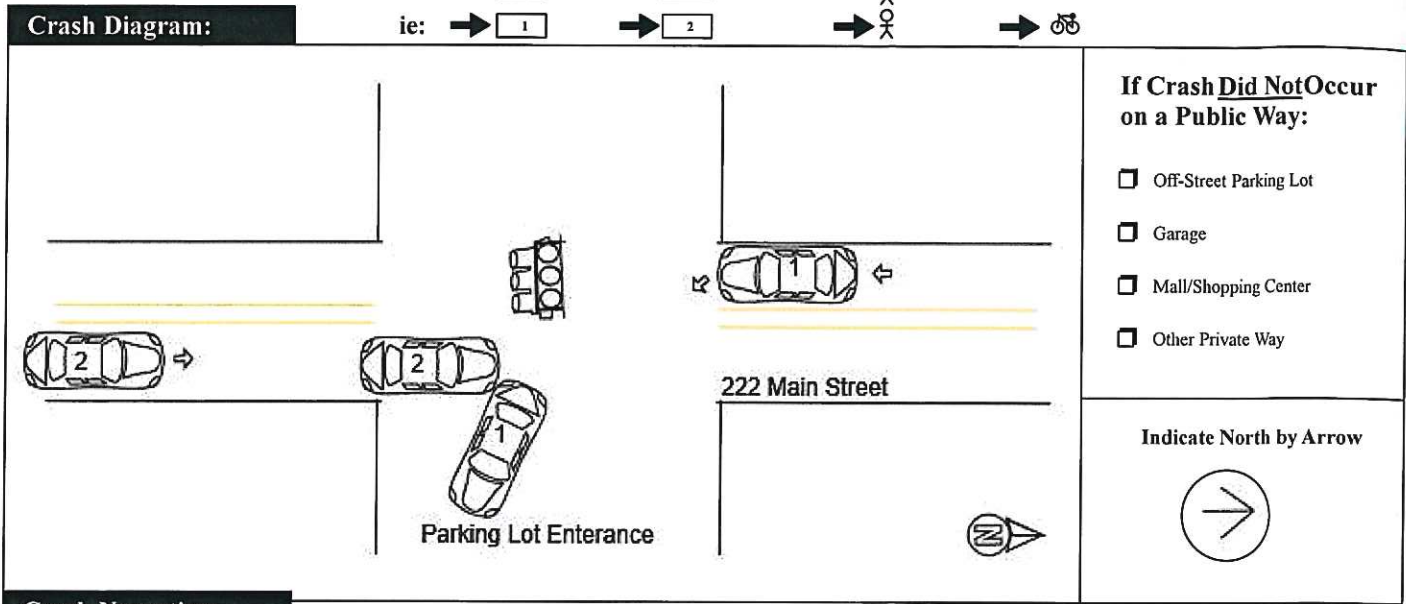 Crash Diagram:
ie:
1
2
If Crash Did Not Occur
on a Public Way:
Off-Street Parking Lot
Garage
Mall/Shopping Center
Other Private Way
1
2
2
222 Main Street
1
Parking Lot Enterance
N
Indicate North by Arrow